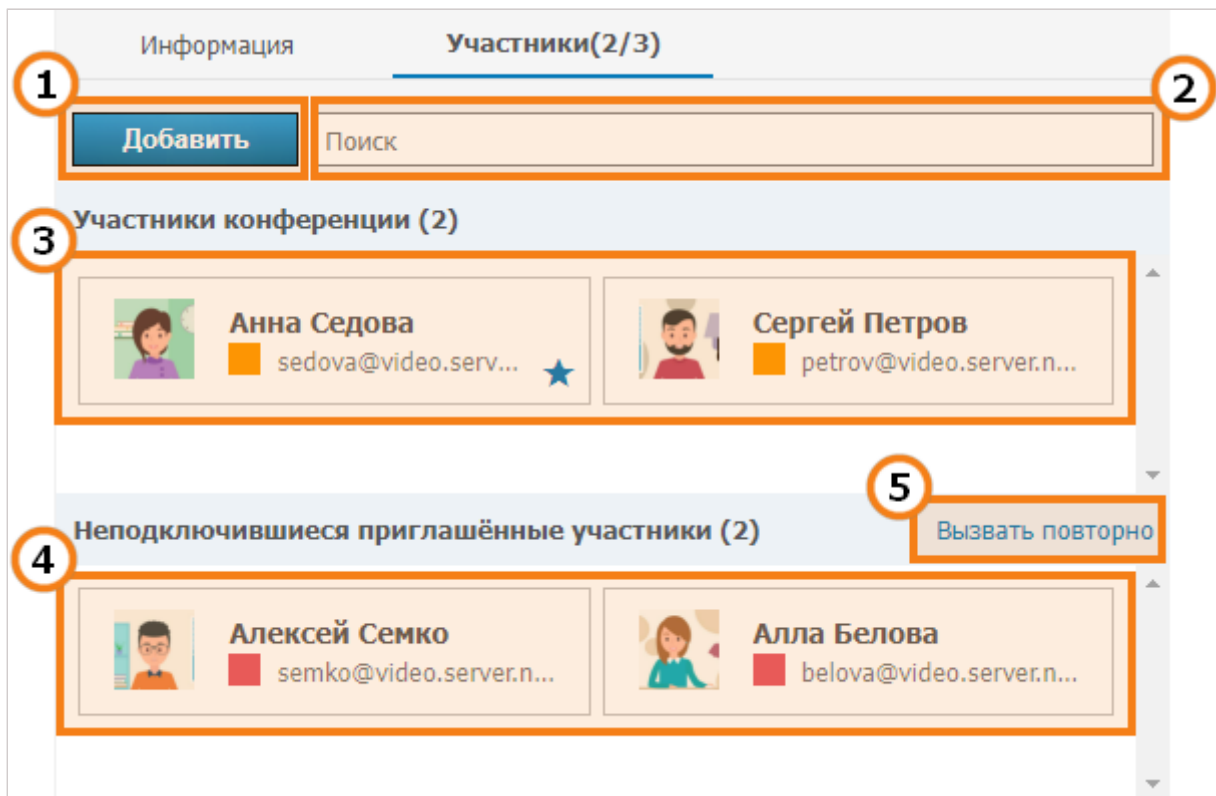 Информация Участники(2/3)
1
2
Добавить Поиск
Участники конференции (2)
3
Анна Седова Сергей Петров
sedova@video.serv... petrov@video.server.n...
5
Неподключившиеся приглашённые участники (2) Вызвать повторно
4
Алексей Семко Алла Белова
semko@video.server.n... belova@video.server.n...